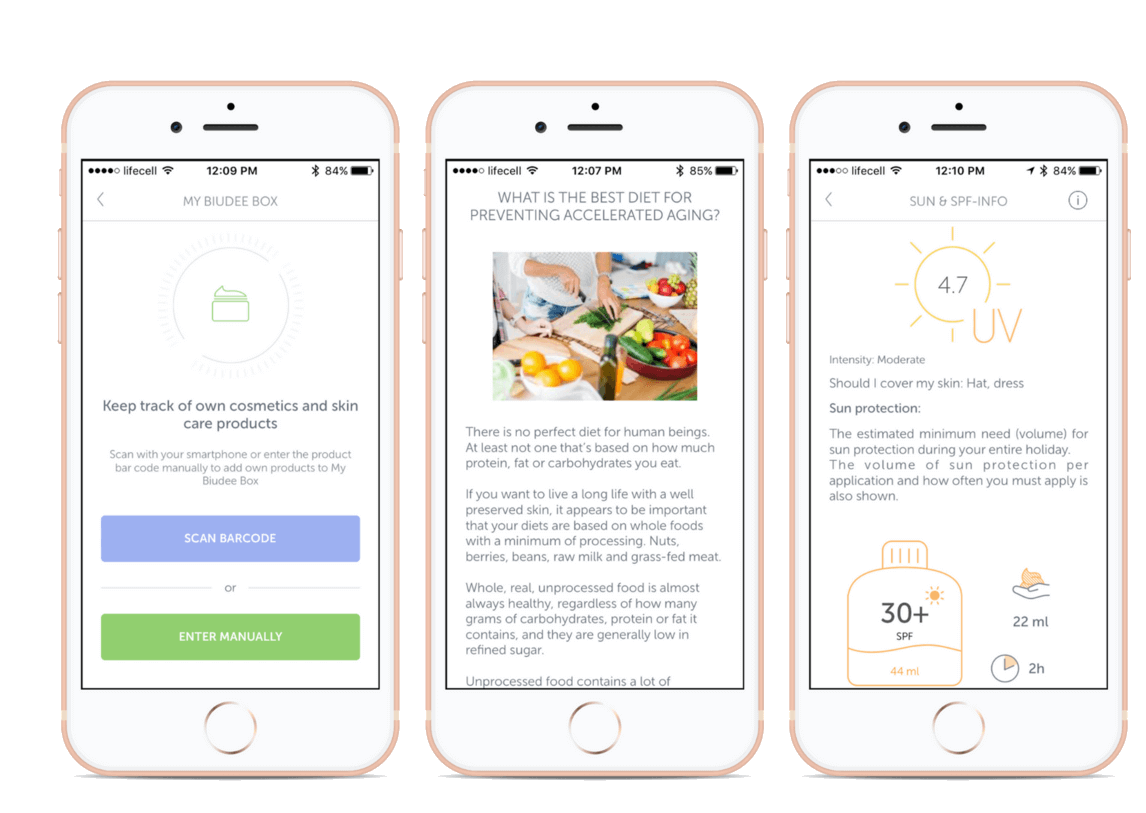 lifecell 12:09 PM 84%
MY BIUDEE BOX
Keep track of own cosmetics and skin
care products
Scan with your smartphone or enter the product
bar code manually to add own products to My
Biudee Box
SCAN BARCODE
or
ENTER MANUALLY
lifecell 12:07 PM 85%
WHAT IS THE BEST DIET FOR
PREVENTING ACCELERATED AGING?
There is no perfect diet for human beings.
At least not one that's based on how much
protein, fat or carbohydrates you eat.
If you want to live a long life with a well
preserved skin, it appears to be important
that your diets are based on whole foods
with a minimum of processing. Nuts,
berries, beans, raw milk and grass-fed meat.
Whole, real, unprocessed food is almost
always healthy, regardless of how many
grams of carbohydrates, protein or fat it
contains, and they are generally low in
refined sugar.
Unprocessed food contains a lot of
lifecell 12:10 PM 84%
SUN & SPF-INFO
i
4.7
UV
Intensity: Moderate
Should I cover my skin: Hat, dress
Sun protection:
The estimated minimum need (volume) for
sun protection during your entire holiday.
The volume of sun protection per
application and how often you must apply is
also shown.
30+
SPF
44 ml
22 ml
2h